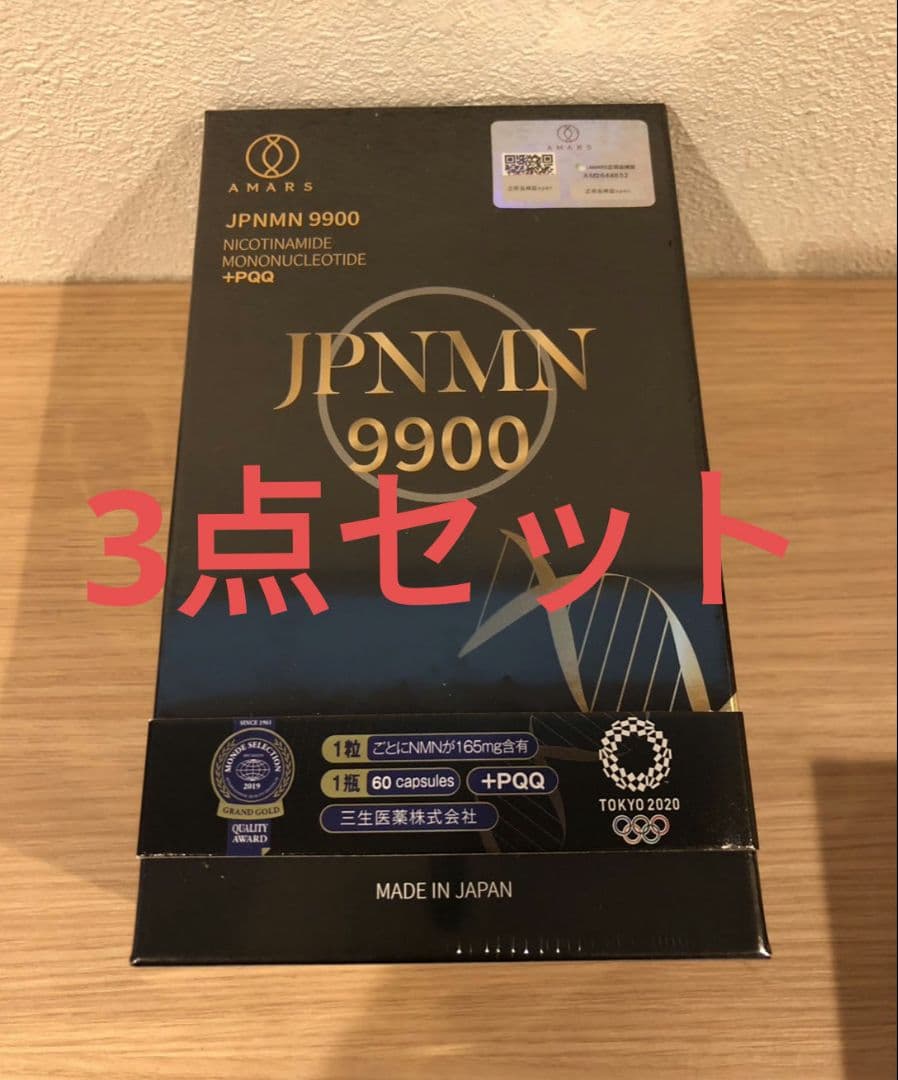 AMARS
JPNMN 9900
NICOTINAMIDE
MONONUCLEOTIDE
+PQQ
AMARS
JPNMN
9900
3点セット
SINCE 1961
MONDE SELECTION
2019
GRAND GOLD
QUALITY
AWARD
1粒 ごとにNMNが165mg含有
1瓶 60 capsules +PQQ
三生医薬株式会社
TOKYO 2020
MADE IN JAPAN